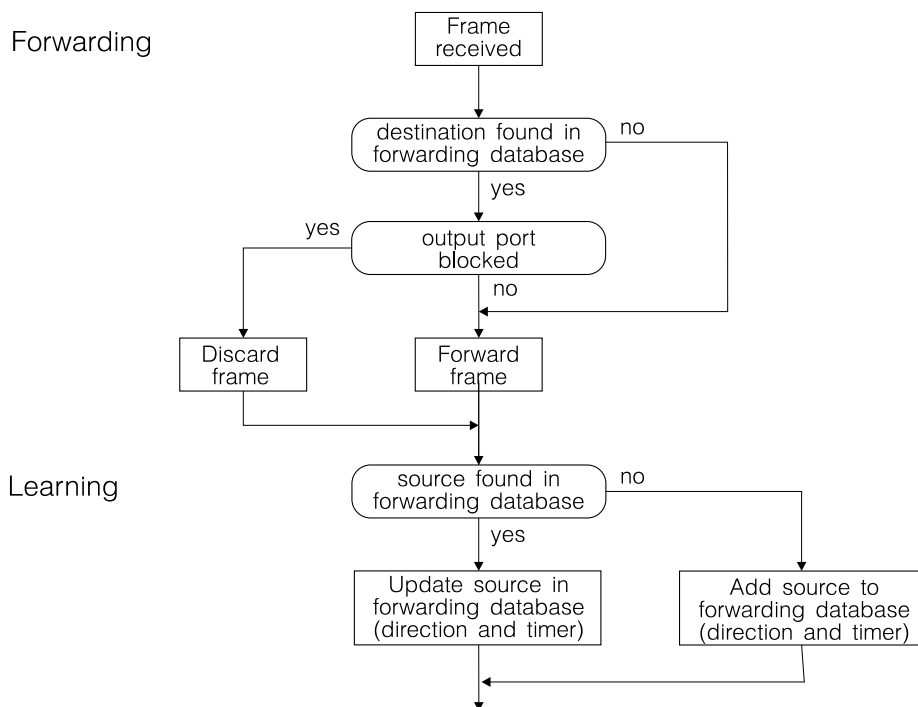 Forwarding
Frame
received
destination found in
forwarding database
no
yes
yes
output port
blocked
no
Discard
frame
Forward
frame
Learning
source found in
forwarding database
no
yes
Update source in
forwarding database
(direction and timer)
Add source to
forwarding database
(direction and timer)